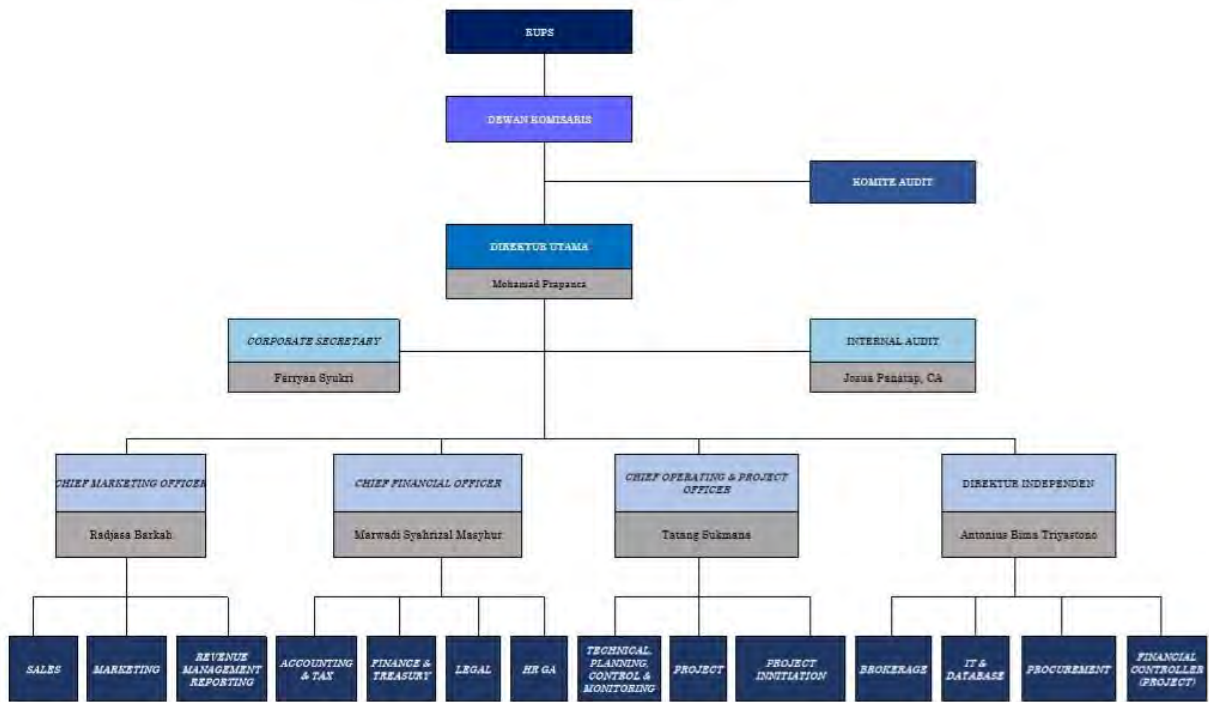 RUPS
DEWAN KOMISARIS
KOMITE AUDIT
DIREKTUR UTAMA
Mohamad Prapanca
CORPORATE SECRETARY
INTERNAL AUDIT
Ferryan Syukri
Josua Panatap, CA
CHIEF MARKETING OFFICER
CHIEF FINANCIAL OFFICER
CHIEF OPERATING & PROJECT
OFFICER
DIREKTUR INDEPENDEN
Radjasa Barkah
Marwadi Syahrizal Masyhur
Tatang Sukmana
Antonius Bima Triyastono
SALES
MARKETING
REVENUE
MANAGEMENT
REPORTING
ACCOUNTING
& TAX
FINANCE &
TREASURY
LEGAL
HR GA
TECHNICAL,
PLANNING,
CONTROL &
MONITORING
PROJECT
PROJECT
INNITIATION
BROKERAGE
IT &
DATABASE
PROCUREMENT
FINANCIAL
CONTROLLER
(PROJECT)